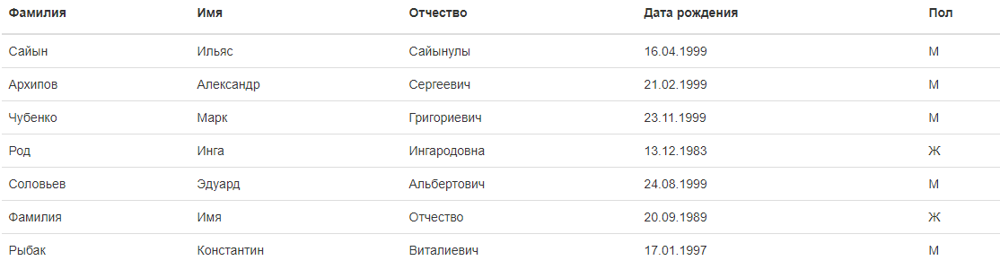 Фамилия Имя Отчество Дата рождения Пол
Сайын Ильяс Сайынулы 16.04.1999 М
Архипов Александр Сергеевич 21.02.1999 М
Чубенко Марк Григориевич 23.11.1999 М
Род Инга Ингародовна 13.12.1983 Ж
Соловьев Эдуард Альбертович 24.08.1999 М
Фамилия Имя Отчество 20.09.1989 Ж
Рыбак Константин Виталиевич 17.01.1997 М